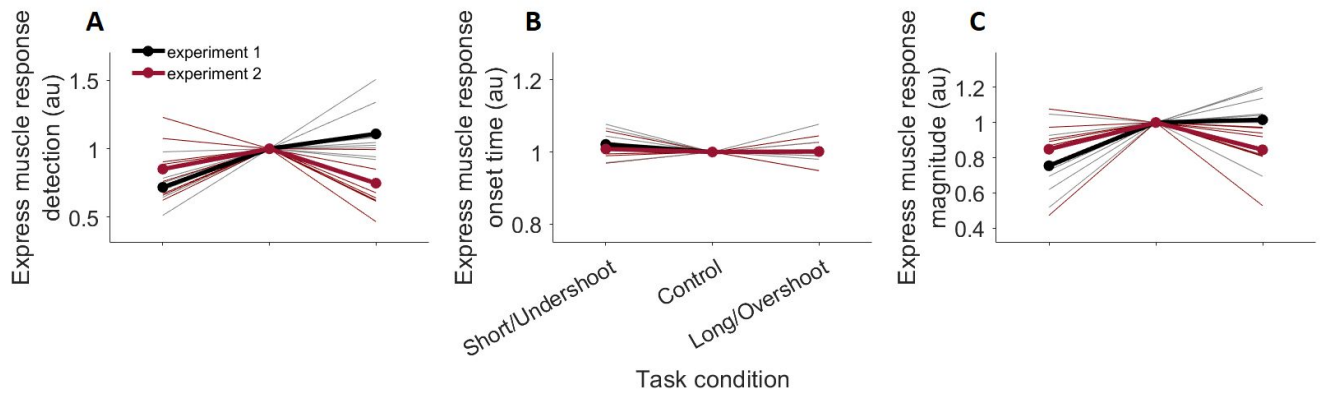 A
Express muscle response
detection (au)
experiment 1
experiment 2
1.5
1
0.5
B
Express muscle response
onset time (au)
1.2
1
0.8
Short/Undershoot
Control
Long/Overshoot
Task condition
C
Express muscle response
magnitude (au)
1.2
1
0.8
0.6
0.4